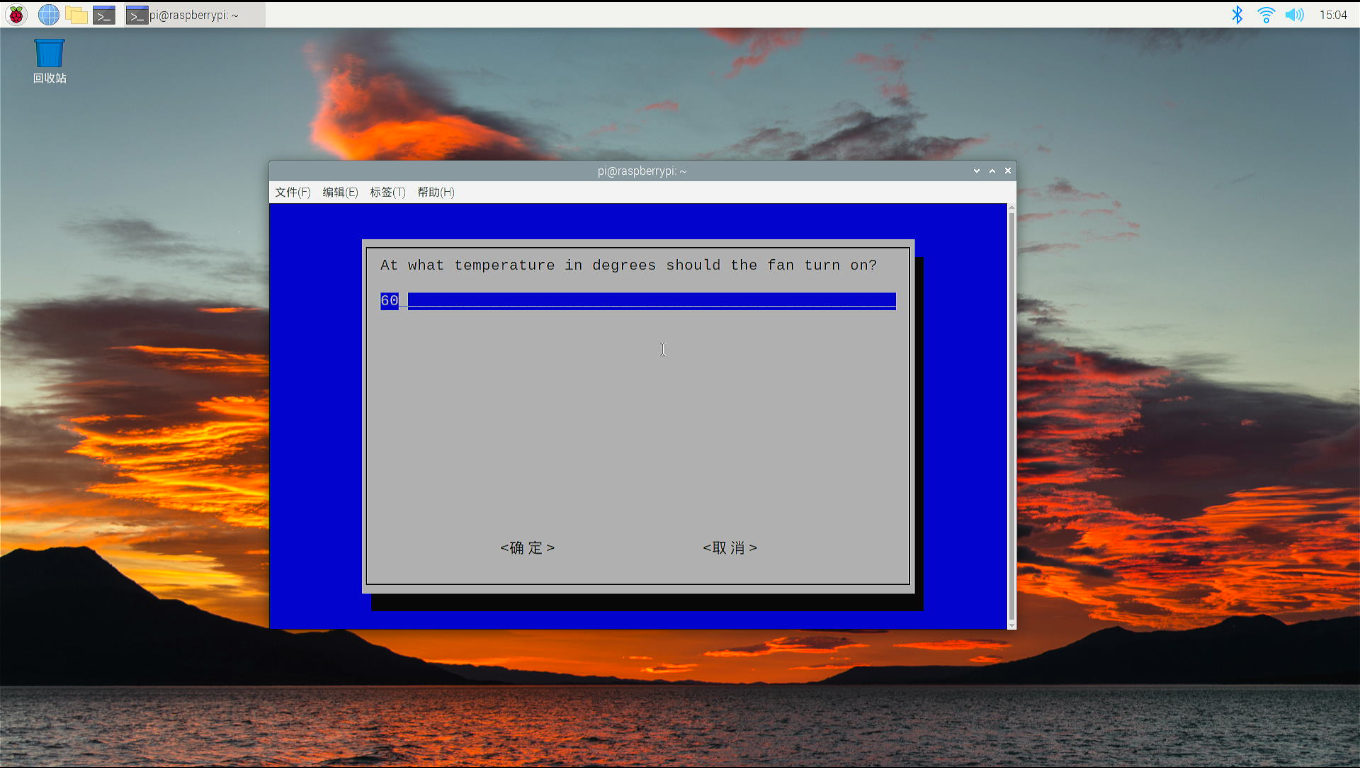 pi@raspberrypi: ~
15:04
回收站
pi@raspberrypi: ~
文件(F) 编辑(E) 标签(T) 帮助(H)
At what temperature in degrees should the fan turn on?
60
<确定> <取消>